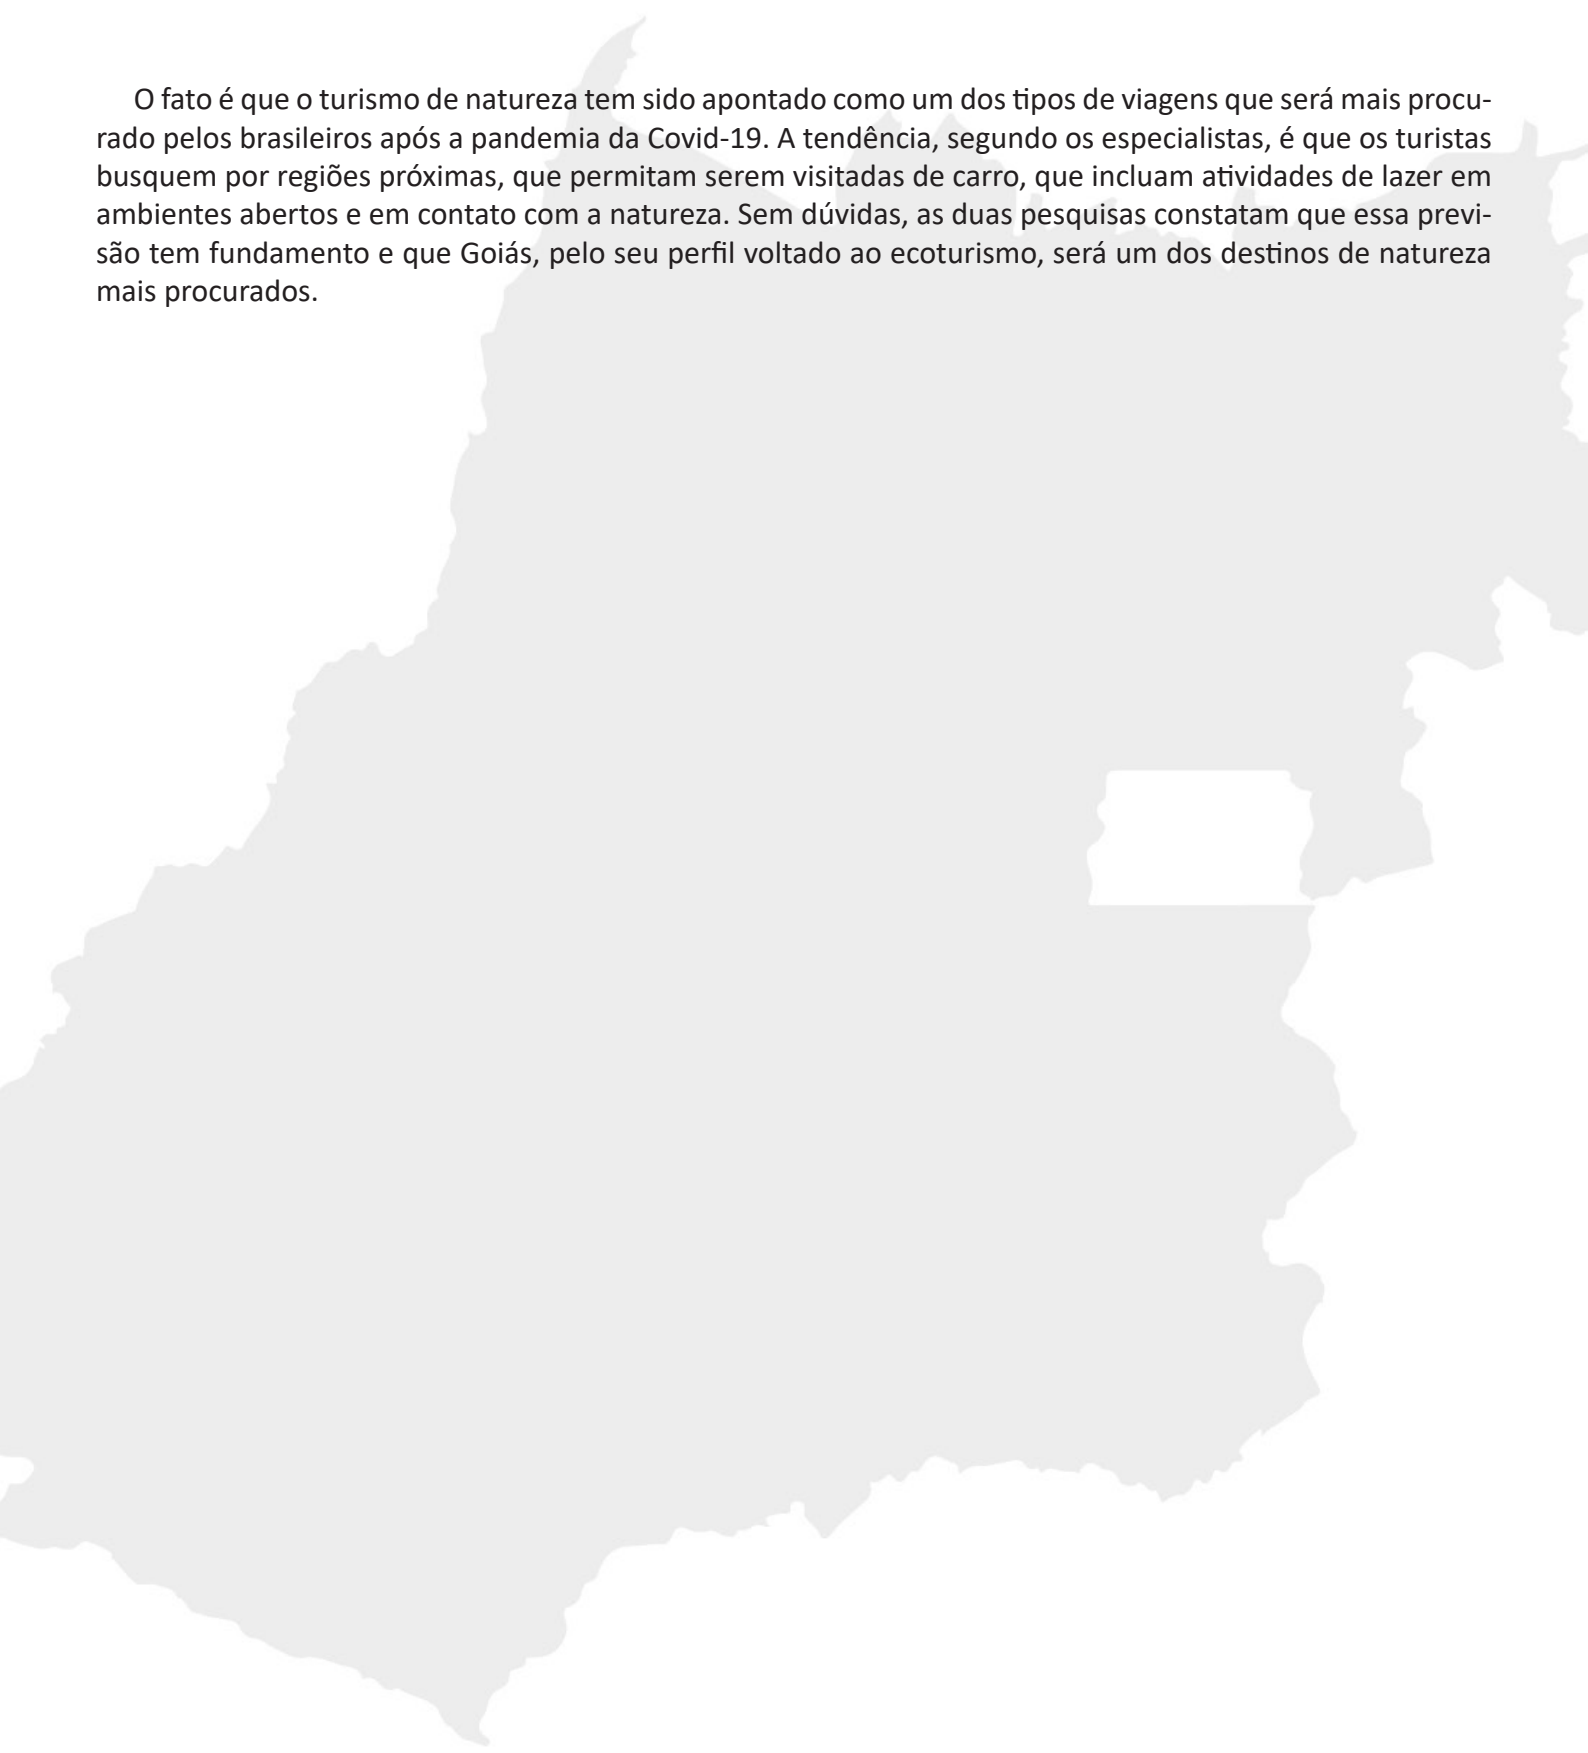 O fato é que o turismo de natureza tem sido apontado como um dos tipos de viagens que será mais procu-
rado pelos brasileiros após a pandemia da Covid-19. A tendência, segundo os especialistas, é que os turistas
busquem por regiões próximas, que permitam serem visitadas de carro, que incluam atividades de lazer em
ambientes abertos e em contato com a natureza. Sem dúvidas, as duas pesquisas constatam que essa previ-
são tem fundamento e que Goiás, pelo seu perfil voltado ao ecoturismo, será um dos destinos de natureza
mais procurados.